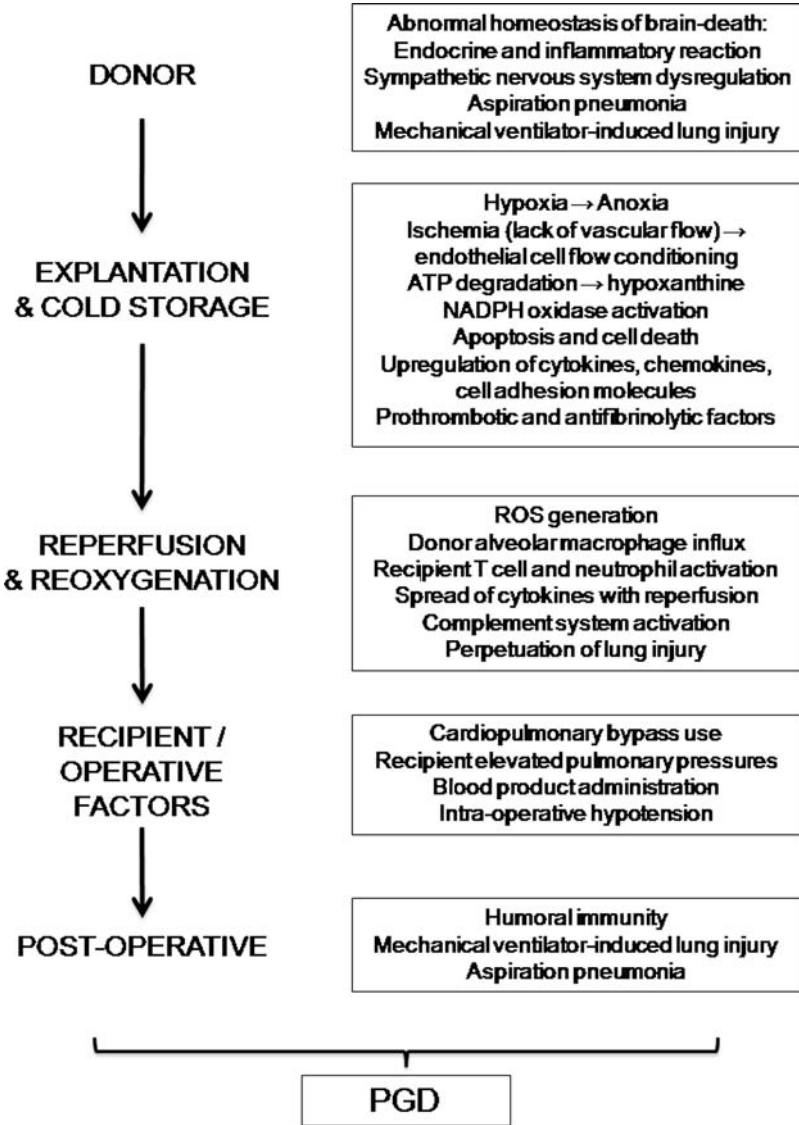 DONOR
Abnormal homeostasis of brain-death:
Endocrine and inflammatory reaction
Sympathetic nervous system dysregulation
Aspiration pneumonia
Mechanical ventilator-induced lung injury
EXPLANTATION
& COLD STORAGE
Hypoxia → Anoxia
Ischemia (lack of vascular flow) →
endothelial cell flow conditioning
ATP degradation → hypoxanthine
NADPH oxidase activation
Apoptosis and cell death
Upregulation of cytokines, chemokines,
cell adhesion molecules
Prothrombotic and antifibrinolytic factors
REPERFUSION
& REOXYGENATION
ROS generation
Donor alveolar macrophage influx
Recipient T cell and neutrophil activation
Spread of cytokines with reperfusion
Complement system activation
Perpetuation of lung injury
RECIPIENT /
OPERATIVE
FACTORS
Cardiopulmonary bypass use
Recipient elevated pulmonary pressures
Blood product administration
Intra-operative hypotension
POST-OPERATIVE
Humoral immunity
Mechanical ventilator-induced lung injury
Aspiration pneumonia
PGD